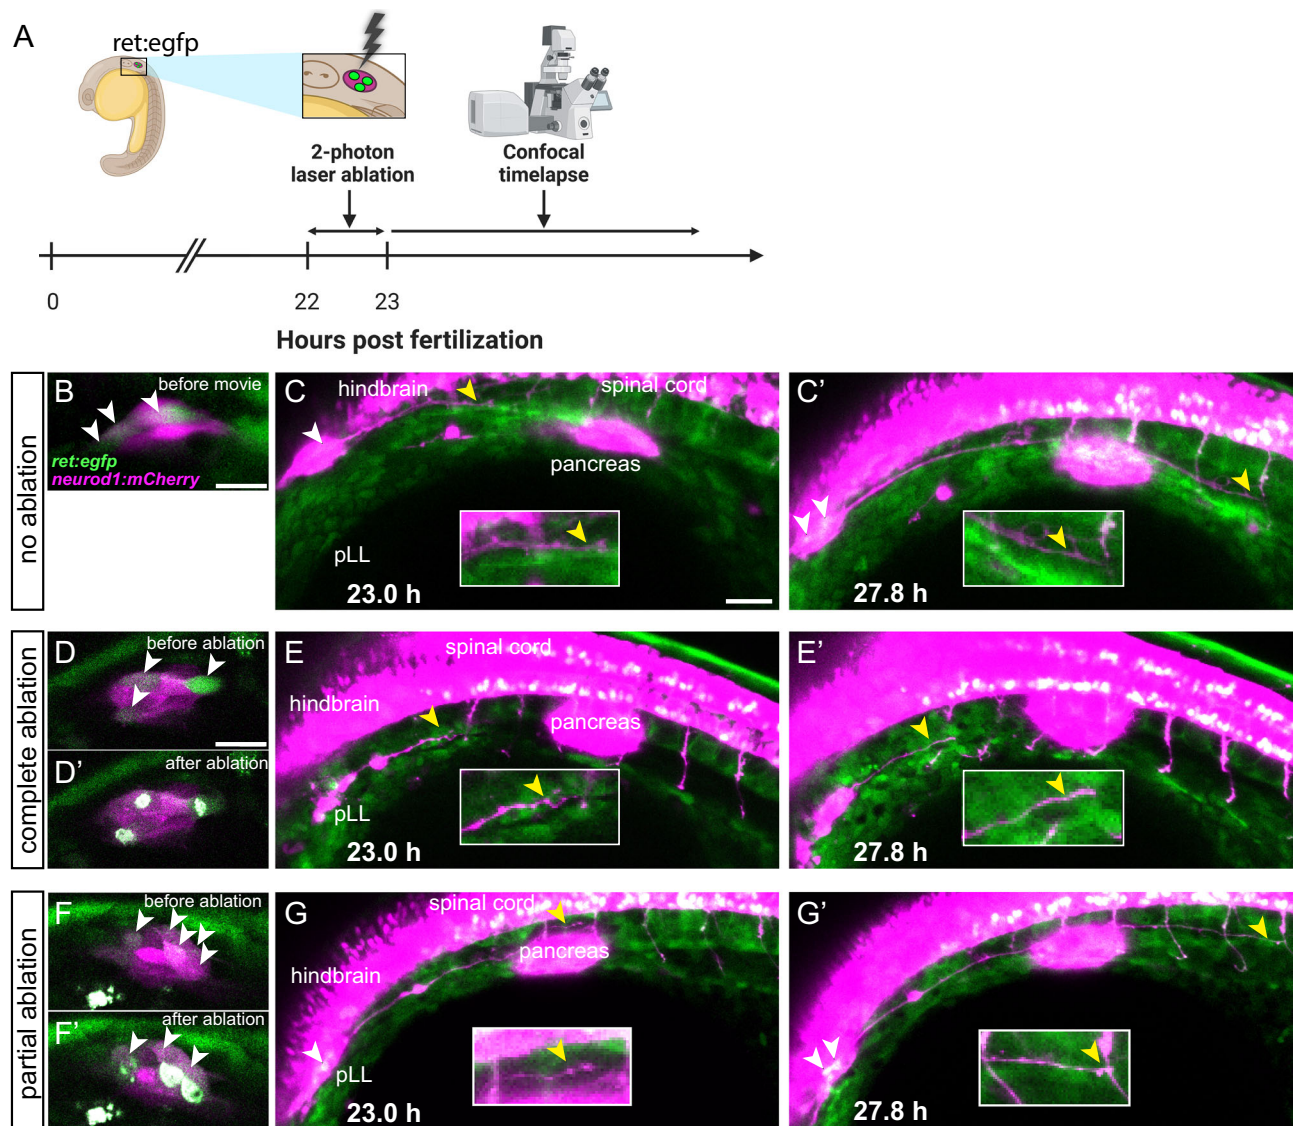 A
ret:egfp
2-photon
laser ablation
Confocal
timelapse
0
22
23
Hours post fertilization
no ablation
B
before movie
ret:egfp
neurod1:mCherry
C
hindbrain
spinal cord
pancreas
pLL
23.0 h
C'
27.8 h
complete ablation
D
before ablation
D'
after ablation
E
spinal cord
hindbrain
pancreas
pLL
23.0 h
E'
27.8 h
partial ablation
F
before ablation
F'
after ablation
G
spinal cord
pancreas
hindbrain
pLL
23.0 h
G'
27.8 h